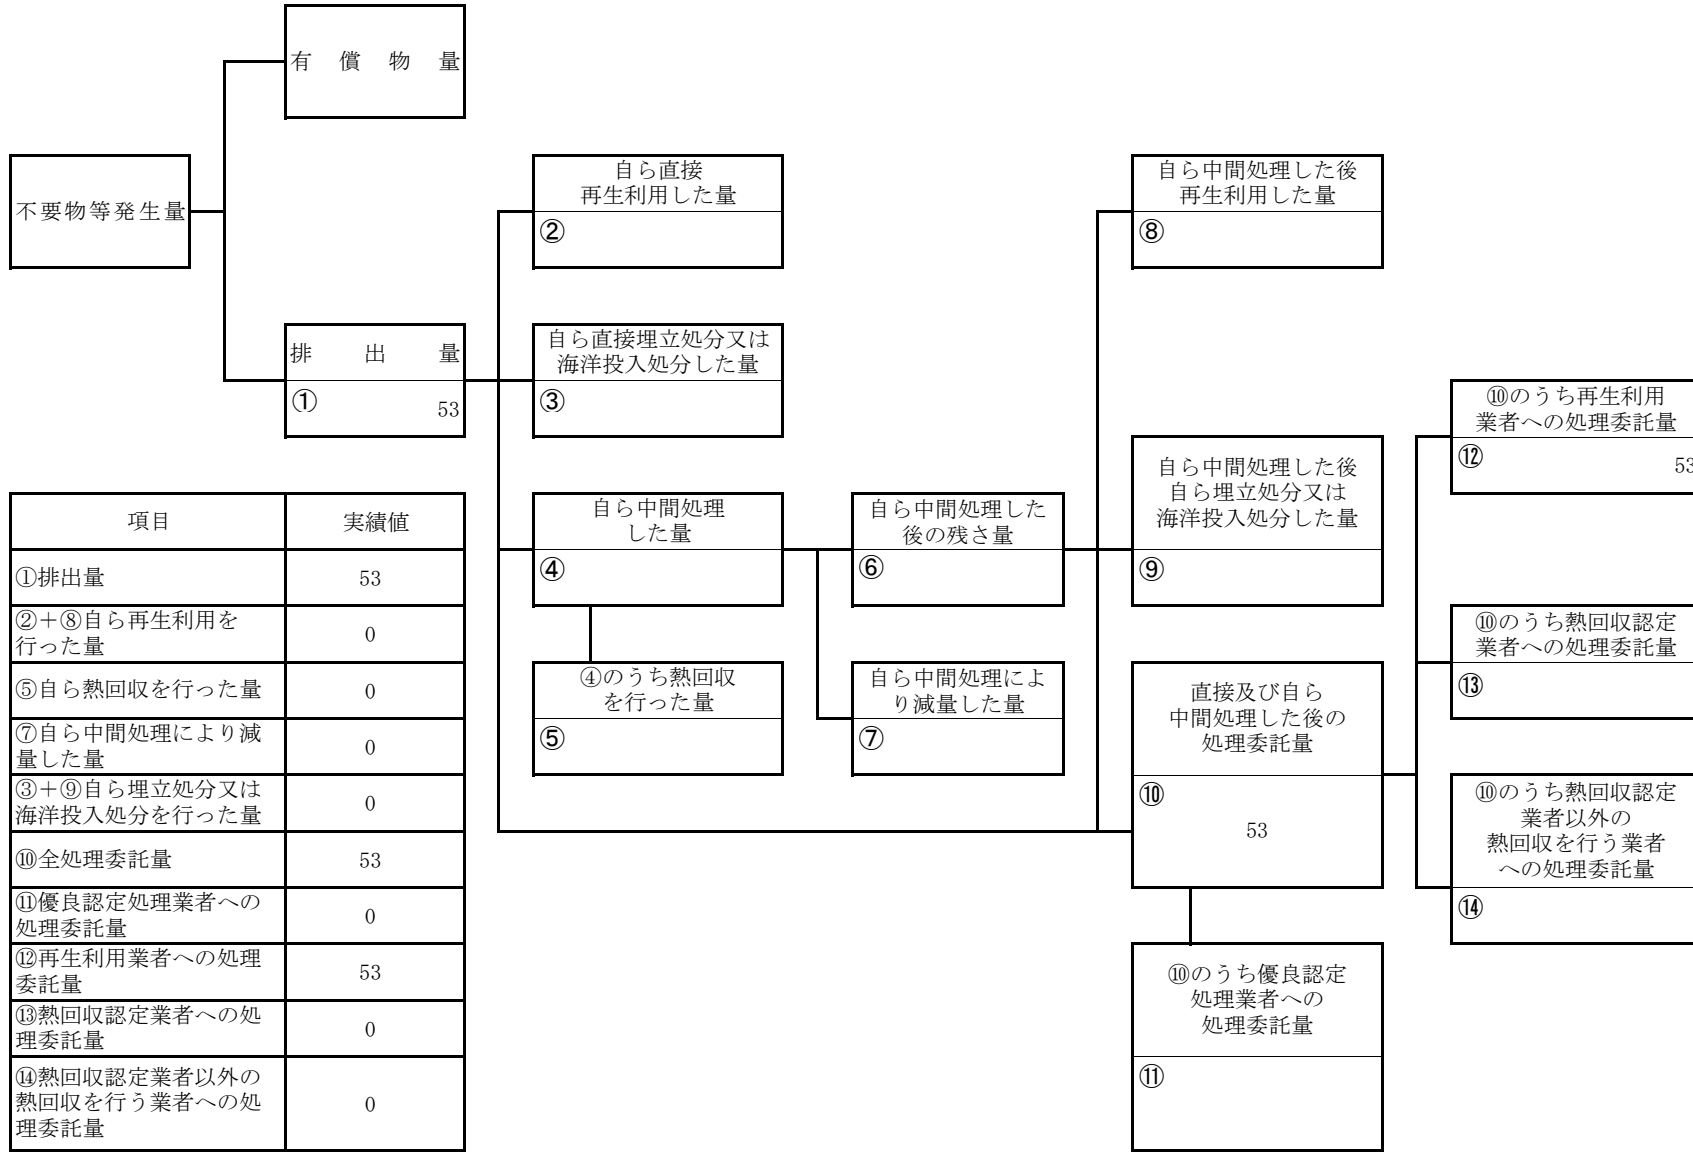 有償物量
不要物等発生量
排出量
①
53
自ら直接
再生利用した量
②
自ら直接埋立処分又は
海洋投入処分した量
③
自ら中間処理
した量
④
④のうち熱回収
を行った量
⑤
自ら中間処理した
後の残さ量
⑥
自ら中間処理によ
り減量した量
⑦
自ら中間処理した後
再生利用した量
⑧
自ら中間処理した後
自ら埋立処分又は
海洋投入処分した量
⑨
直接及び自ら
中間処理した後の
処理委託量
⑩
53
⑩のうち優良認定
処理業者への
処理委託量
⑪
⑩のうち再生利用
業者への処理委託量
⑫
53
⑩のうち熱回収認定
業者への処理委託量
⑬
⑩のうち熱回収認定
業者以外の
熱回収を行う業者
への処理委託量
⑭
項目 実績値
①排出量 53
②+⑧自ら再生利用を
行った量 0
⑤自ら熱回収を行った量 0
⑦自ら中間処理により減
量した量 0
③+⑨自ら埋立処分又は
海洋投入処分を行った量 0
⑩全処理委託量 53
⑪優良認定処理業者への
処理委託量 0
⑫再生利用業者への処理
委託量 53
⑬熱回収認定業者への処
理委託量 0
⑭熱回収認定業者以外の
熱回収を行う業者への処
理委託量 0